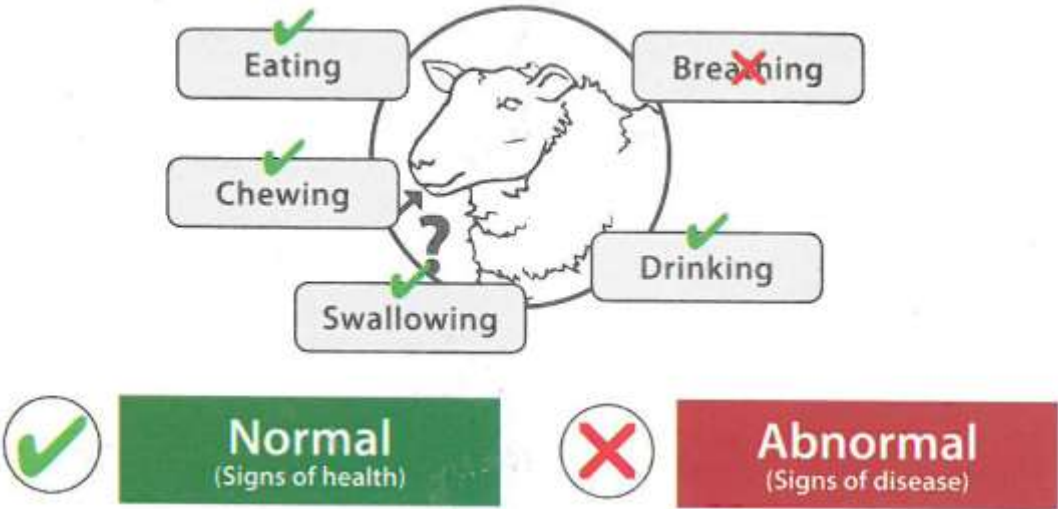 Eating
Breathing
Chewing
?
Drinking
Swallowing
Normal
(Signs of health)
Abnormal
(Signs of disease)